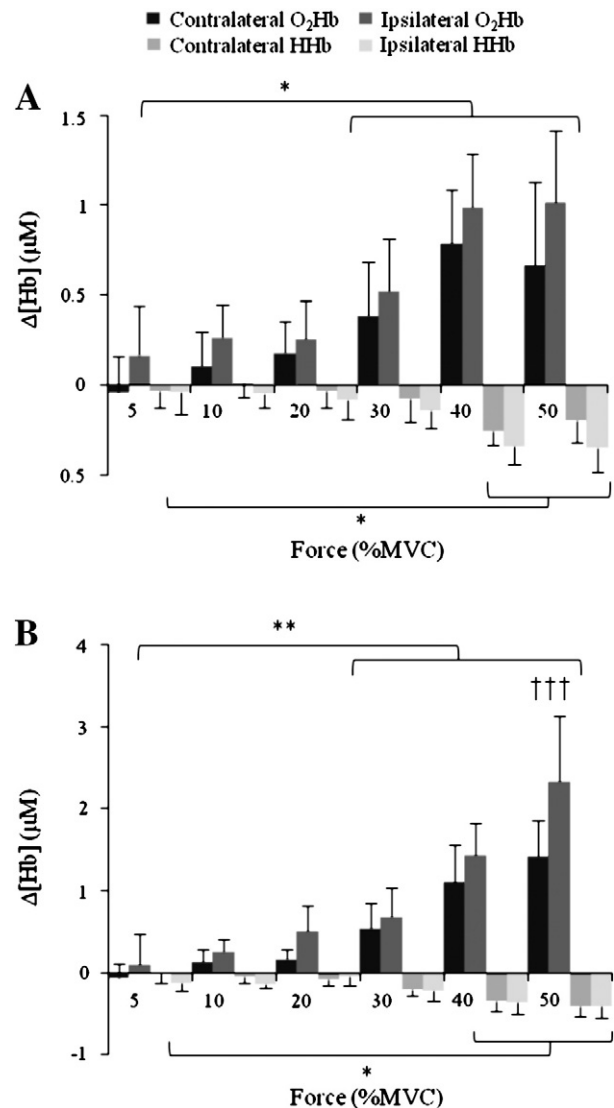 Contralateral O₂Hb Ipsilateral O₂Hb
Contralateral HHb Ipsilateral HHb
A
*
1.5
1
0.5
0
0.5
Δ[Hb] (μM)
5 10 20 30 40 50
*
Force (%MVC)
B
**
4
†††
3
2
1
0
-1
Δ[Hb] (μM)
5 10 20 30 40 50
*
Force (%MVC)